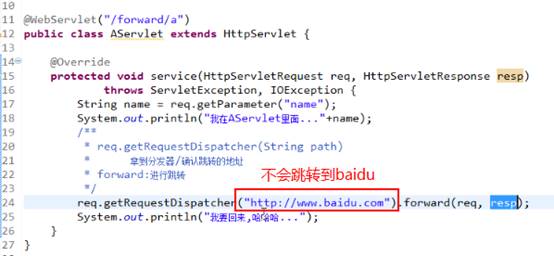 10
11 @WebServlet("/forward/a")
12 public class AServlet extends HttpServlet {
13
14 @Override
15 protected void service(HttpServletRequest req, HttpServletResponse resp)
16 throws ServletException, IOException {
17 String name = req.getParameter("name");
18 System.out.println("我在AServlet里面..."+name);
19 /**
20 * req.getRequestDispatcher(String path)
21 * 拿到分发器/确认跳转的地址
22 * forward:进行跳转
不会跳转到baidu
23 */
24 req.getRequestDispatcher("http://www.baidu.com").forward(req, resp);
25 System.out.println("我要回来,哈哈哈...");
26 }
27 }